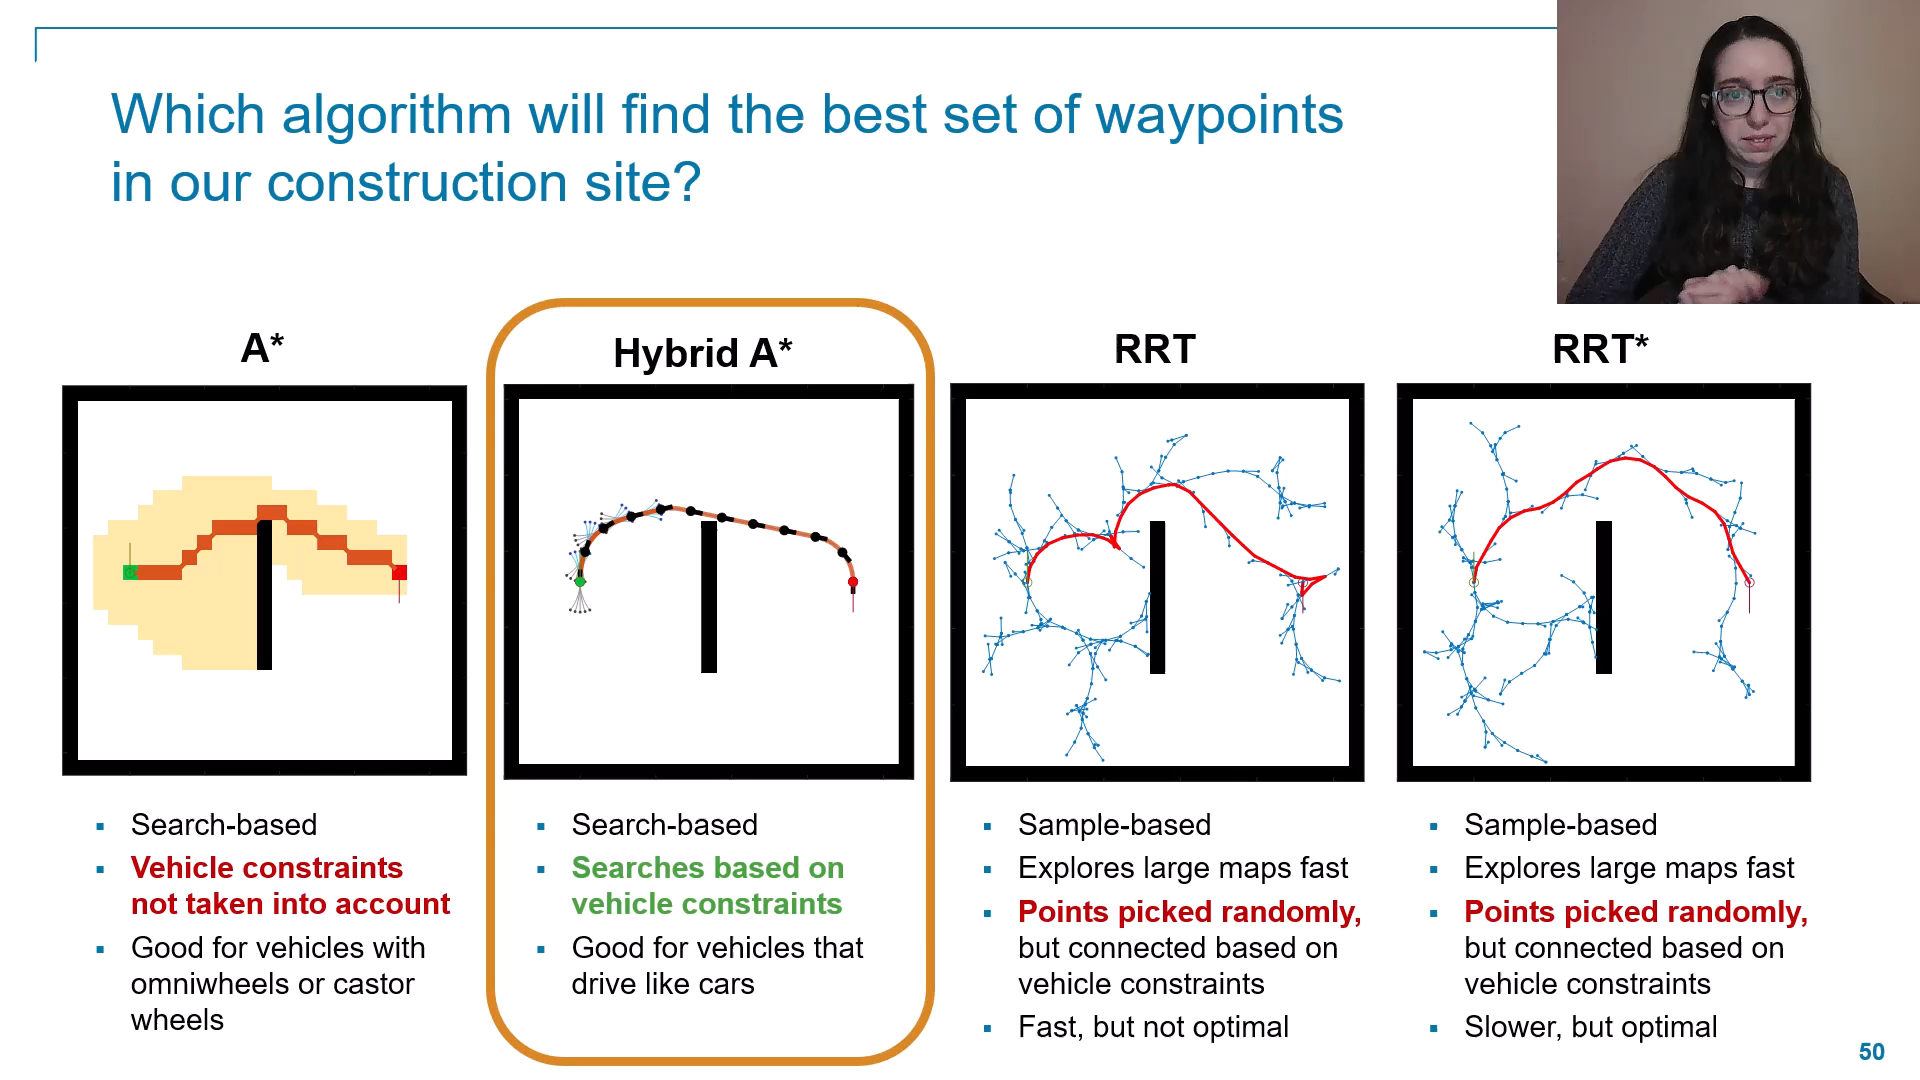 Which algorithm will find the best set of waypoints
in our construction site?
A*
Search-based
Vehicle constraints
not taken into account
Good for vehicles with
omniwheels or castor
wheels
Hybrid A*
Search-based
Searches based on
vehicle constraints
Good for vehicles that
drive like cars
RRT
Sample-based
Explores large maps fast
Points picked randomly,
but connected based on
vehicle constraints
Fast, but not optimal
RRT*
Sample-based
Explores large maps fast
Points picked randomly,
but connected based on
vehicle constraints
Slower, but optimal
50